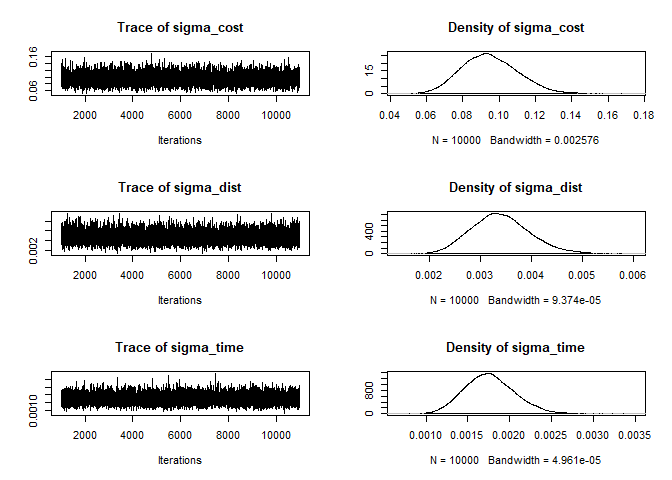 Trace of sigma_cost
0.06 0.16
2000 4000 6000 8000 10000
Iterations
Density of sigma_cost
0 15
0.04 0.06 0.08 0.10 0.12 0.14 0.16 0.18
N = 10000 Bandwidth = 0.002576
Trace of sigma_dist
0.002
2000 4000 6000 8000 10000
Iterations
Density of sigma_dist
0 400
0.002 0.003 0.004 0.005 0.006
N = 10000 Bandwidth = 9.374e-05
Trace of sigma_time
0.0010
2000 4000 6000 8000 10000
Iterations
Density of sigma_time
0 800
0.0010 0.0015 0.0020 0.0025 0.0030 0.0035
N = 10000 Bandwidth = 4.961e-05